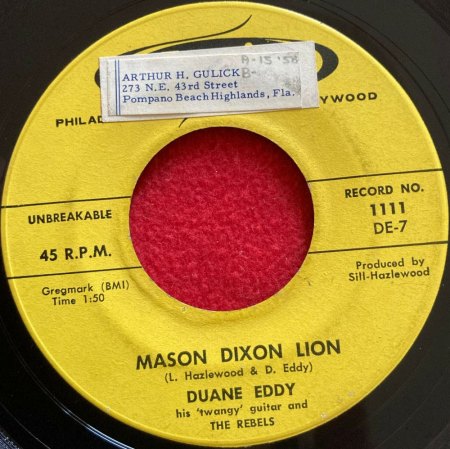 A-15 '58
ARTHUR H. GULICK B-
273 N.E. 43rd Street
Pompano Beach Highlands, Fla.
UNBREAKABLE
45 R.P.M.
RECORD NO.
1111
DE-7
Gregmark (BMI)
Time 1:50
Produced by
Sill-Hazlewood
MASON DIXON LION
(L. Hazlewood & D. Eddy)
DUANE EDDY
his 'twangy' guitar and
THE REBELS